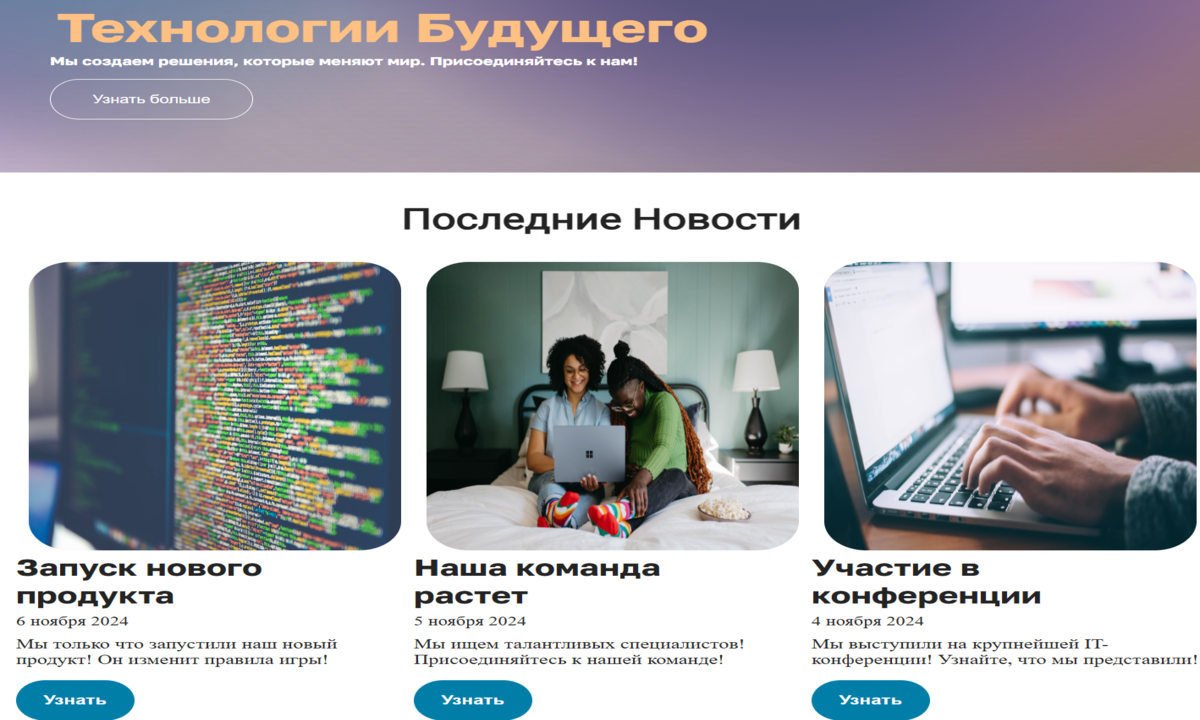 Технологии Будущего
Мы создаем решения, которые меняют мир. Присоединяйтесь к нам!
Узнать больше
Последние Новости
Запуск нового
продукта
6 ноября 2024
Мы только что запустили наш новый
продукт! Он изменит правила игры!
Узнать
Наша команда
растет
5 ноября 2024
Мы ищем талантливых специалистов!
Присоединяйтесь к нашей команде!
Узнать
Участие в
конференции
4 ноября 2024
Мы выступили на крупнейшей IT-
конференции! Узнайте, что мы представили!
Узнать